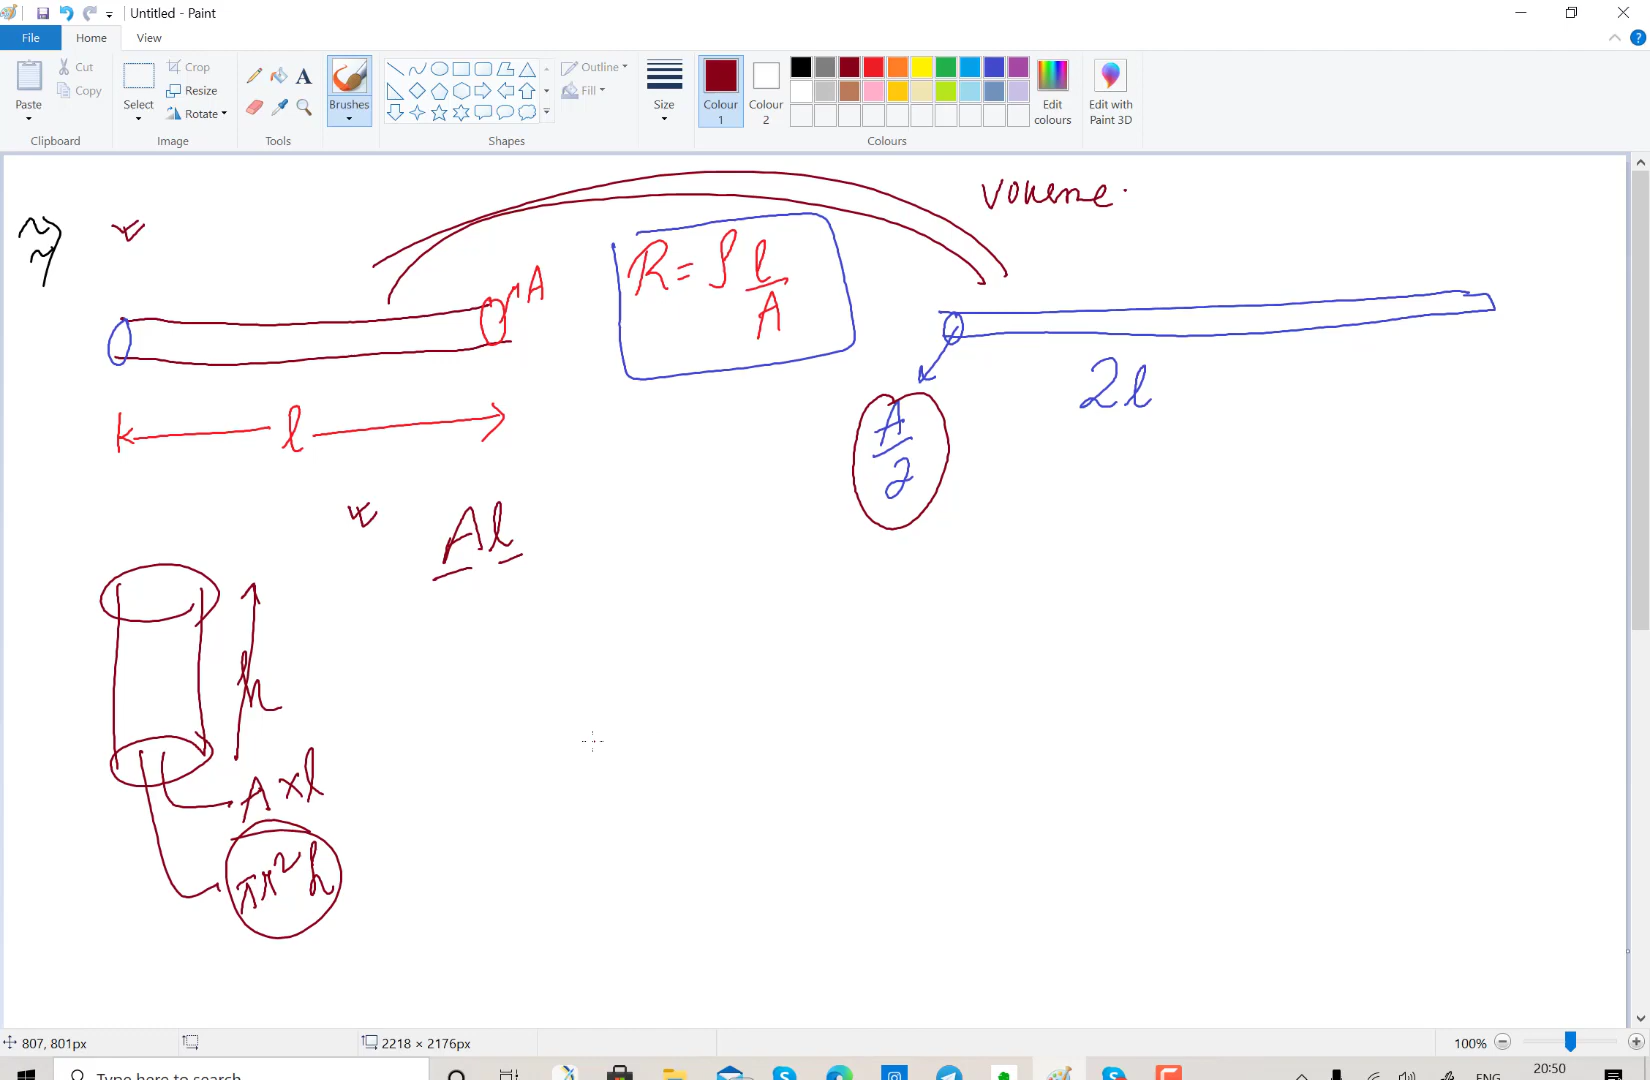 Untitled - Paint
File Home View
Paste
Cut
Copy
Clipboard
Select
Crop
Resize
Rotate
Image
Tools
Brushes
Shapes
Outline
Fill
Size
Colour 1
Colour 2
Edit colours
Colours
Edit with Paint 3D
volume.
A
R = ρ l/A
2l
A/2
l
Al
h
A × l
πr²h
807, 801px
2218 × 2176px
100%
Type here to search
ENG
20:50